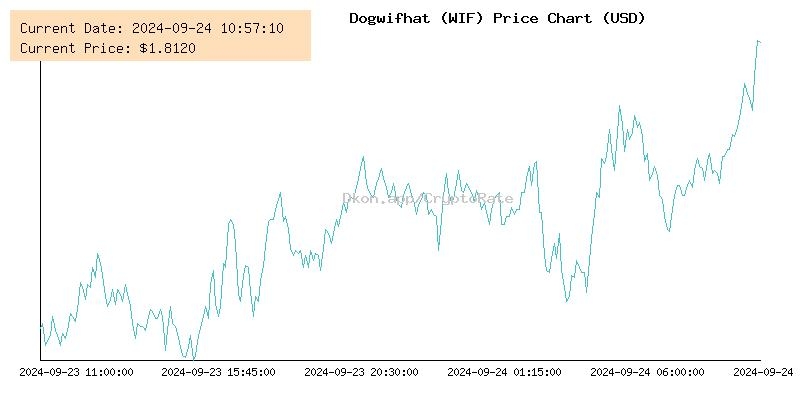 Dogwifhat (WIF) Price Chart (USD)
Current Date: 2024-09-24 10:57:10
Current Price: $1.8120
Dkon.app/CryptoRate
2024-09-23 11:00:00 2024-09-23 15:45:00 2024-09-23 20:30:00 2024-09-24 01:15:00 2024-09-24 06:00:00 2024-09-24